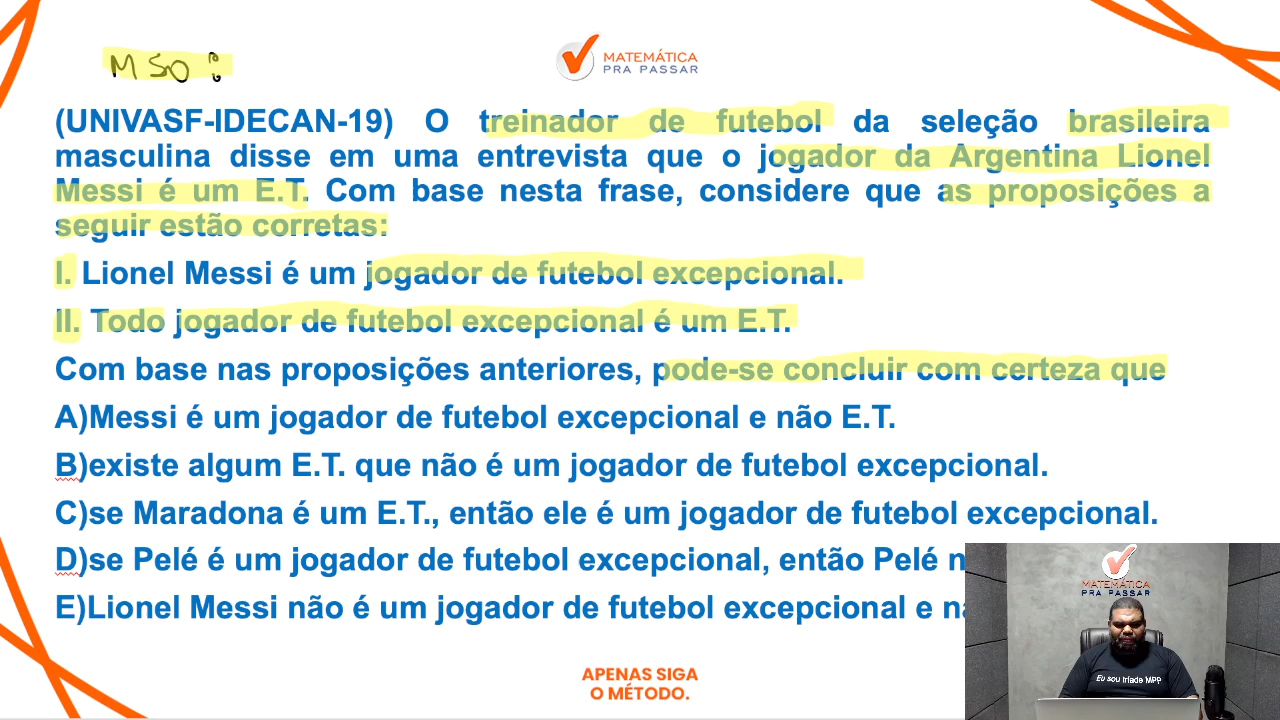 MSO:
MATEMÁTICA
PRA PASSAR
(UNIVASF-IDECAN-19) O treinador de futebol da seleção brasileira
masculina disse em uma entrevista que o jogador da Argentina Lionel
Messi é um E.T. Com base nesta frase, considere que as proposições a
seguir estão corretas:
I. Lionel Messi é um jogador de futebol excepcional.
II. Todo jogador de futebol excepcional é um E.T.
Com base nas proposições anteriores, pode-se concluir com certeza que
A)Messi é um jogador de futebol excepcional e não E.T.
B)existe algum E.T. que não é um jogador de futebol excepcional.
C)se Maradona é um E.T., então ele é um jogador de futebol excepcional.
D)se Pelé é um jogador de futebol excepcional, então Pelé
E)Lionel Messi não é um jogador de futebol excepcional e
MATEMÁTICA
PRA PASSAR
Eu sou tríade MPP
APENAS SIGA
O MÉTODO.